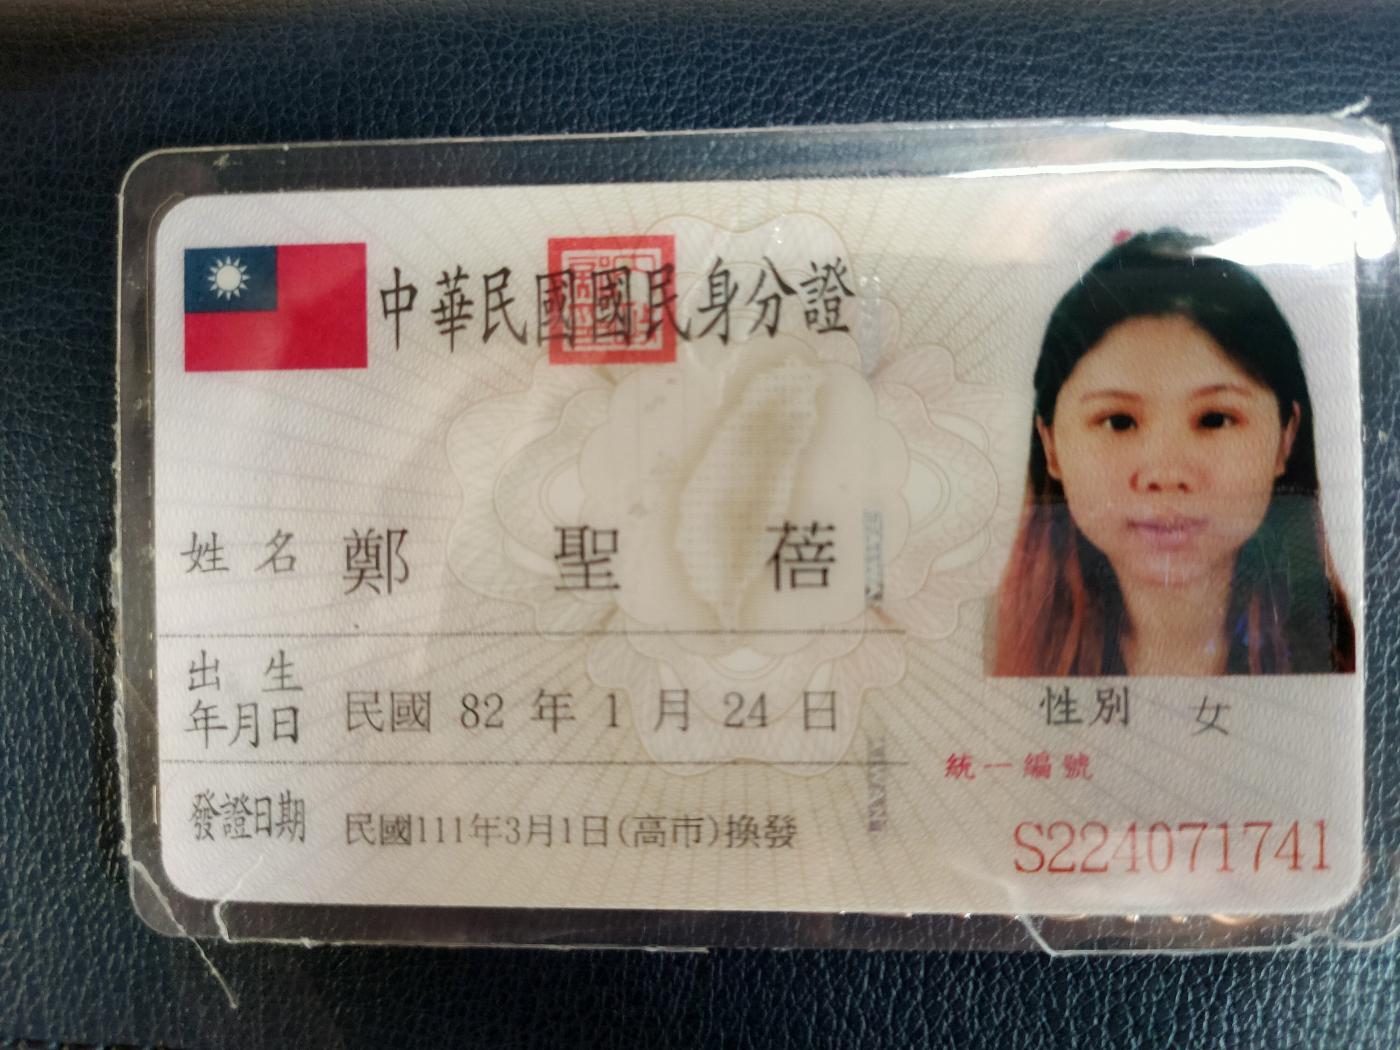 中華民國國民身分證
姓名 鄭聖蓓
出生年月日 民國 82 年 1 月 24 日
發證日期 民國111年3月1日(高市)換發
性別 女
統一編號
S224071741